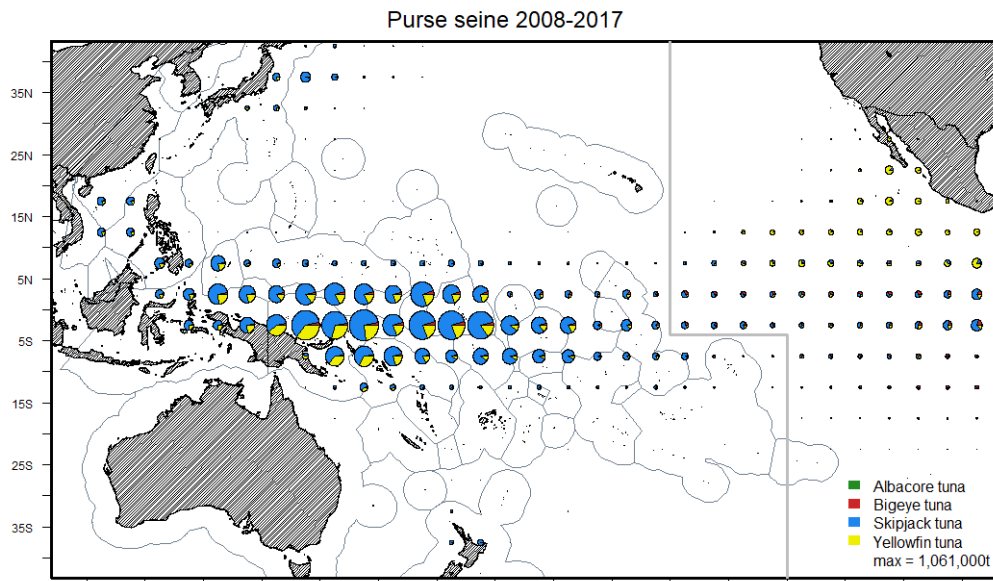 Purse seine 2008-2017
35N
25N
15N
5N
5S
15S
25S
35S
Albacore tuna
Bigeye tuna
Skipjack tuna
Yellowfin tuna
max = 1,061,000t